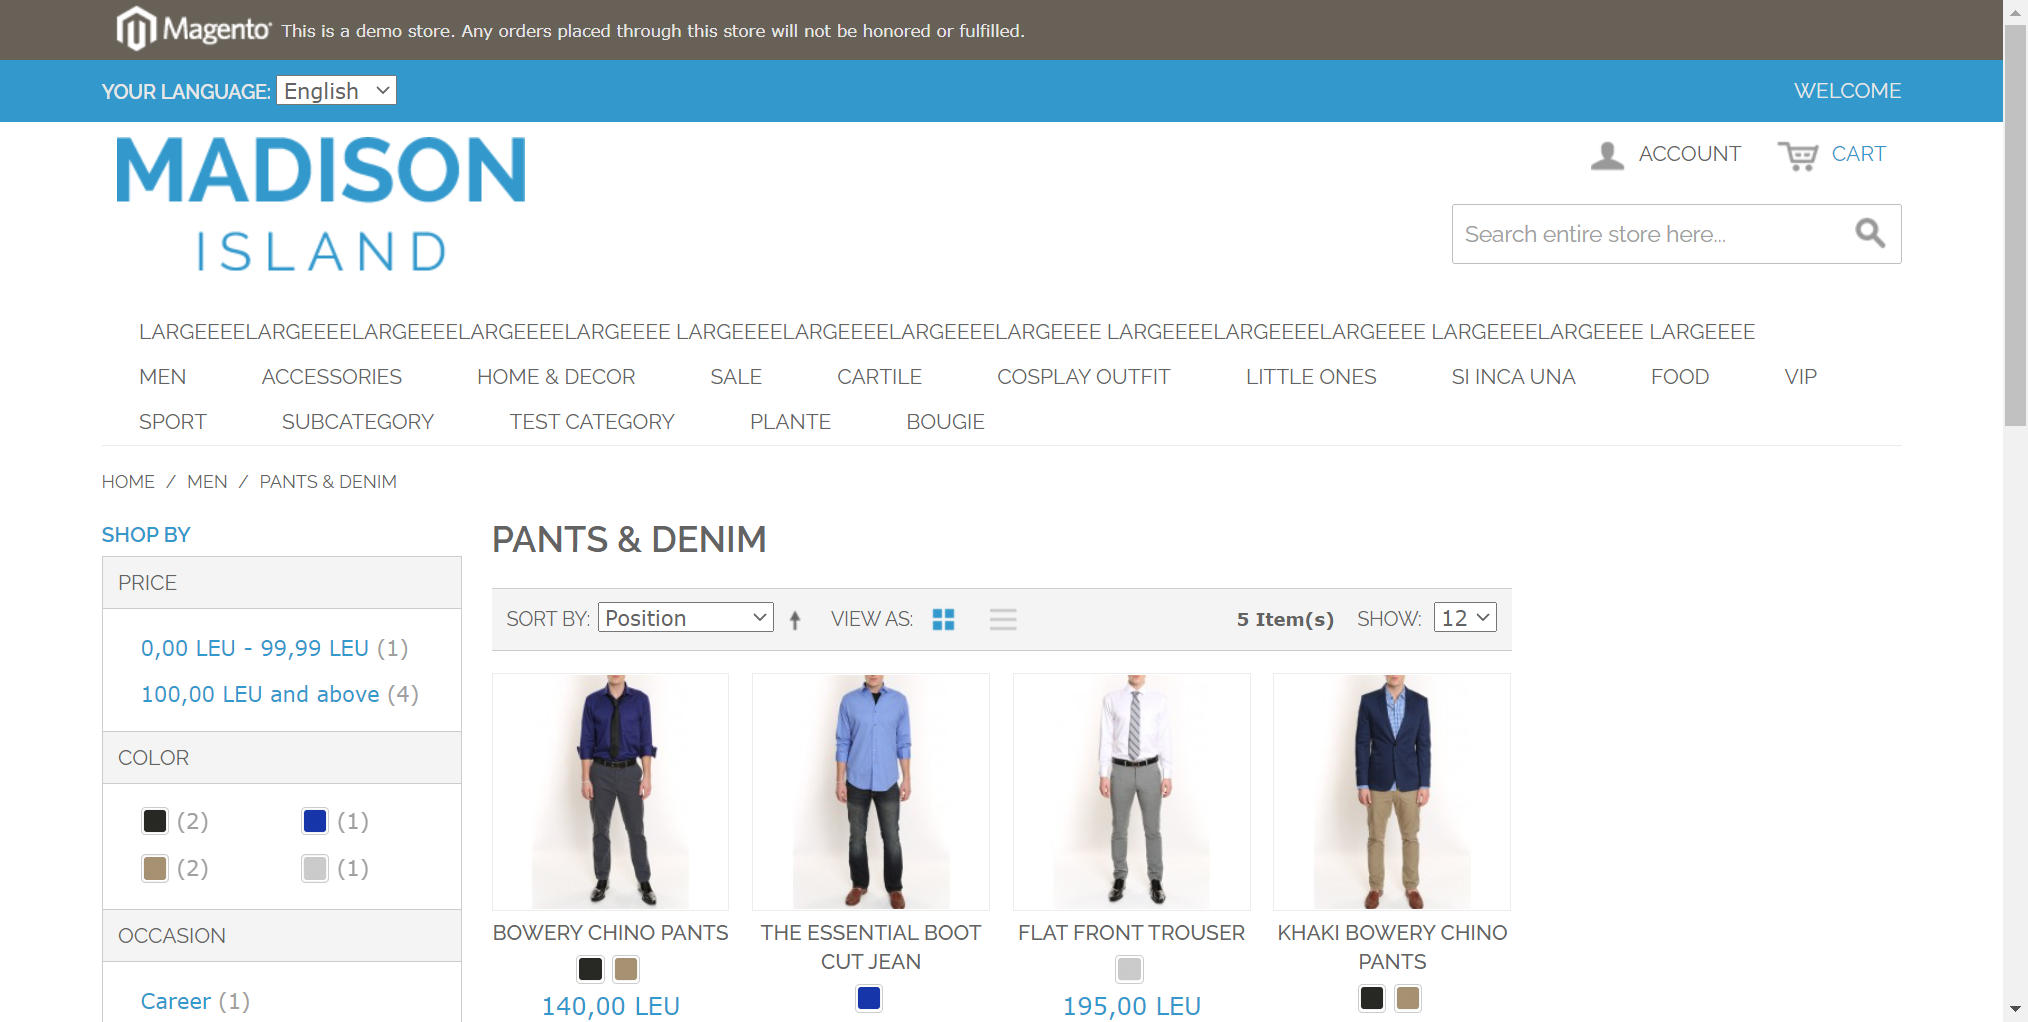 Magento This is a demo store. Any orders placed through this store will not be honored or fulfilled.
YOUR LANGUAGE: English
WELCOME
MADISON
ISLAND
ACCOUNT CART
Search entire store here...
LARGEEEELARGEEEELARGEEEELARGEEEELARGEEEE LARGEEEELARGEEEELARGEEEELARGEEEE LARGEEEELARGEEEELARGEEEE LARGEEEELARGEEEE LARGEEEE
MEN ACCESSORIES HOME & DECOR SALE CARTILE COSPLAY OUTFIT LITTLE ONES SI INCA UNA FOOD VIP
SPORT SUBCATEGORY TEST CATEGORY PLANTE BOUGIE
HOME / MEN / PANTS & DENIM
SHOP BY
PRICE
0,00 LEU - 99,99 LEU (1)
100,00 LEU and above (4)
COLOR
(2) (1)
(2) (1)
OCCASION
Career (1)
PANTS & DENIM
SORT BY: Position VIEW AS: 5 Item(s) SHOW: 12
BOWERY CHINO PANTS
140,00 LEU
THE ESSENTIAL BOOT
CUT JEAN
FLAT FRONT TROUSER
195,00 LEU
KHAKI BOWERY CHINO
PANTS